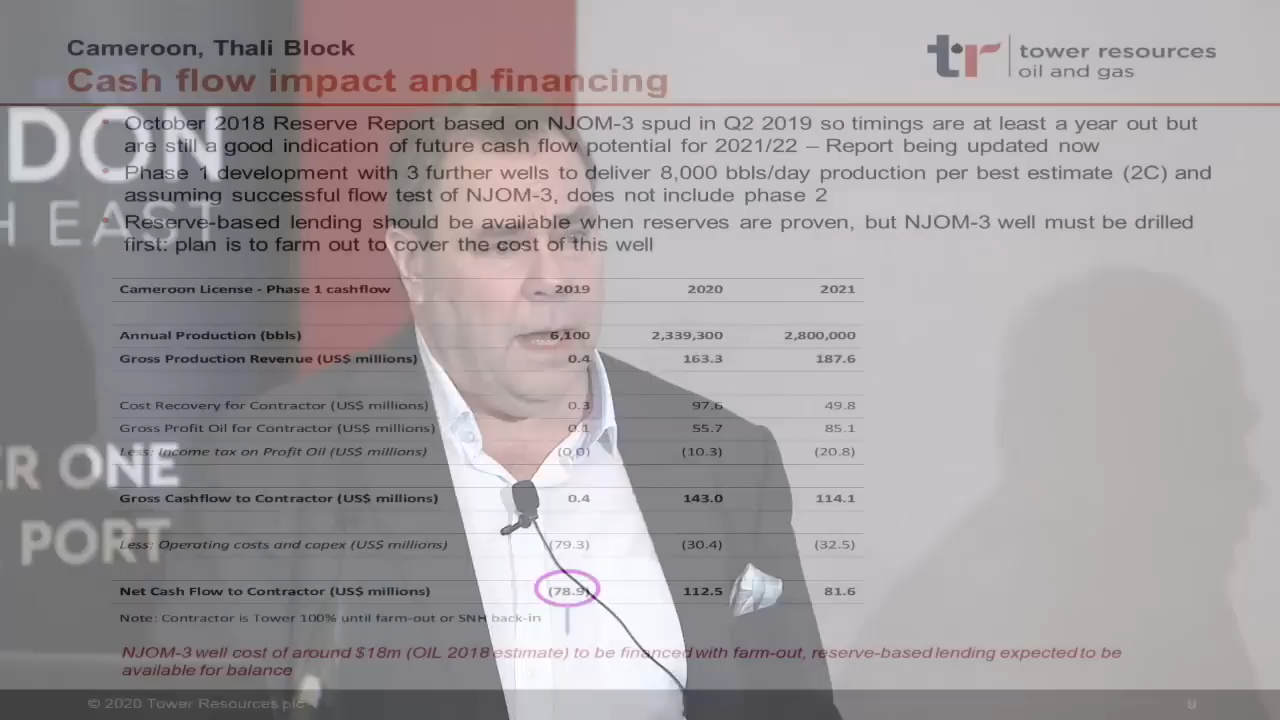 Cameroon, Thali Block
Cash flow impact and financing
tr tower resources
oil and gas
DON
H EAST
• October 2018 Reserve Report based on NJOM-3 spud in Q2 2019 so timings are at least a year out but
are still a good indication of future cash flow potential for 2021/22 – Report being updated now
• Phase 1 development with 3 further wells to deliver 8,000 bbls/day production per best estimate (2C) and
assuming successful flow test of NJOM-3, does not include phase 2
• Reserve-based lending should be available when reserves are proven, but NJOM-3 well must be drilled
first: plan is to farm out to cover the cost of this well
Cameroon License - Phase 1 cashflow 2019 2020 2021
Annual Production (bbls) 6,100 2,339,300 2,800,000
Gross Production Revenue (US$ millions) 0.4 163.3 187.6
Cost Recovery for Contractor (US$ millions) 0.3 97.6 49.8
Gross Profit Oil for Contractor (US$ millions) 0.1 55.7 85.1
Less: Income tax on Profit Oil (US$ millions) (0.0) (10.3) (20.8)
ER ONE
Gross Cashflow to Contractor (US$ millions) 0.4 143.0 114.1
PORT
Less: Operating costs and capex (US$ millions) (79.3) (30.4) (32.5)
Net Cash Flow to Contractor (US$ millions) (78.9) 112.5 81.6
Note: Contractor is Tower 100% until farm-out or SNH back-in
NJOM-3 well cost of around $18m (OIL 2018 estimate) to be financed with farm-out, reserve-based lending expected to be
available for balance
© 2020 Tower Resources plc 9